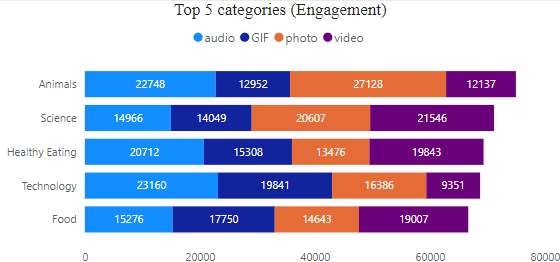 Top 5 categories (Engagement)
audio GIF photo video
Animals 22748 12952 27128 12137
Science 14966 14049 20607 21546
Healthy Eating 20712 15308 13476 19843
Technology 23160 19841 16386 9351
Food 15276 17750 14643 19007
0 20000 40000 60000 80000